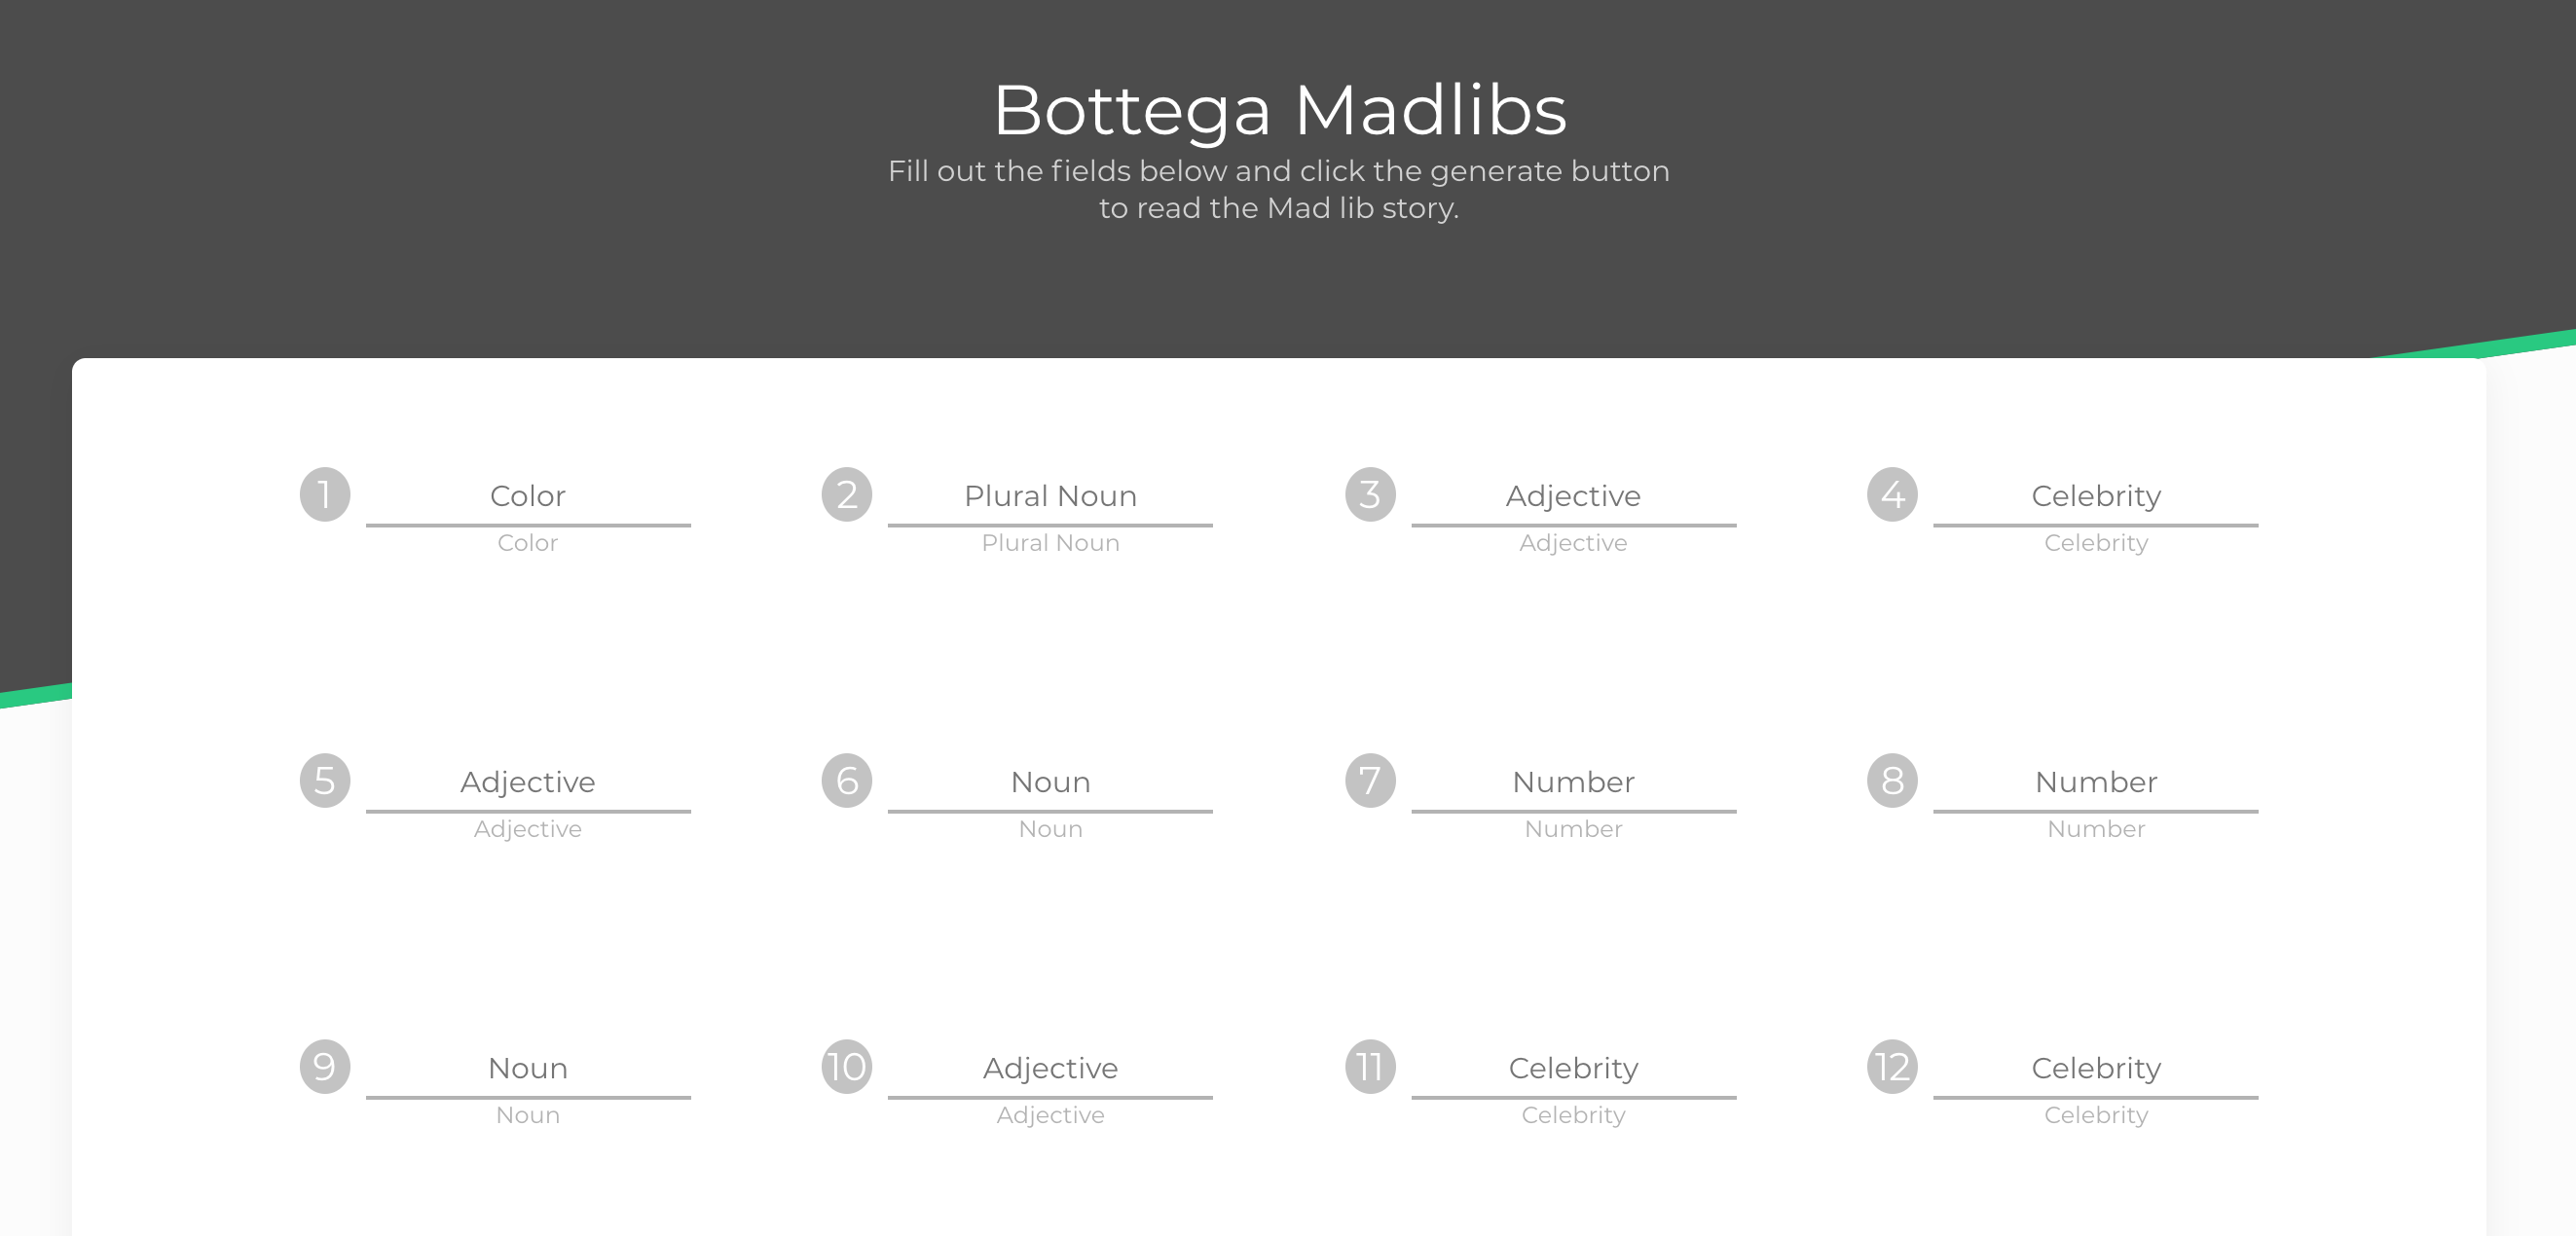 Bottega Madlibs
Fill out the fields below and click the generate button
to read the Mad lib story.
1 Color 2 Plural Noun 3 Adjective 4 Celebrity
Color Plural Noun Adjective Celebrity
5 Adjective 6 Noun 7 Number 8 Number
Adjective Noun Number Number
9 Noun 10 Adjective 11 Celebrity 12 Celebrity
Noun Adjective Celebrity Celebrity